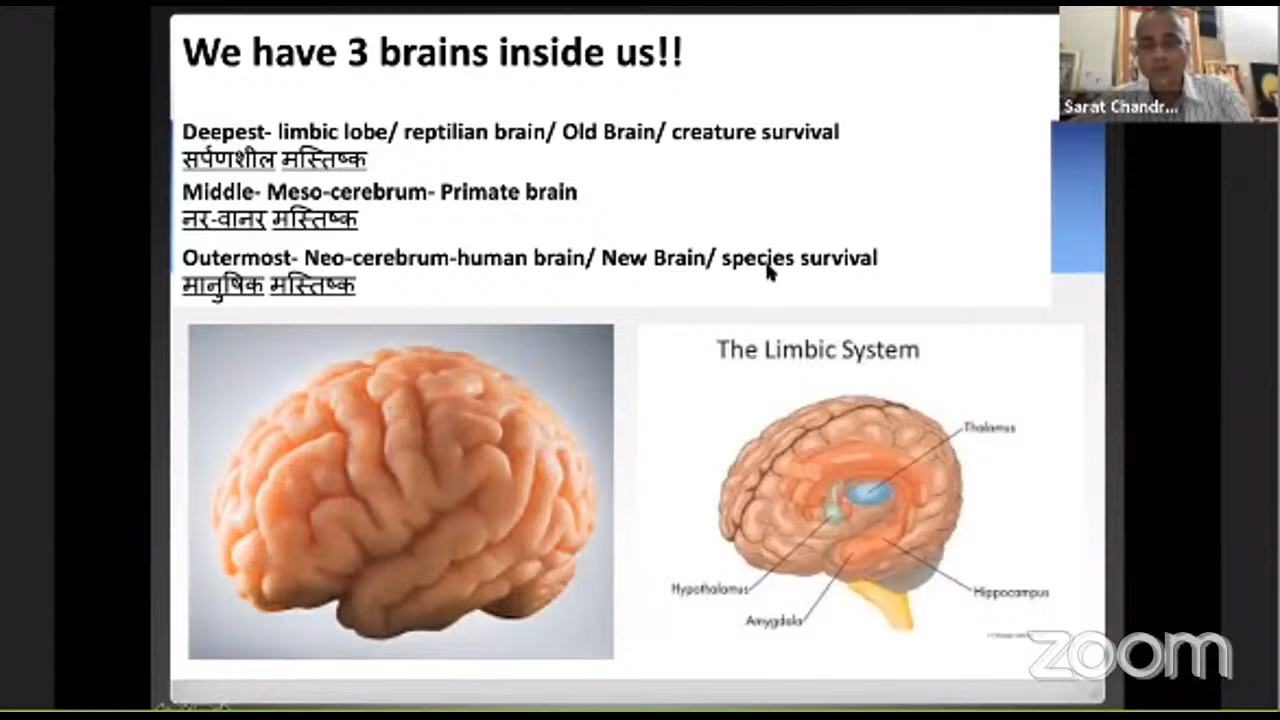 We have 3 brains inside us!!
Sarat Chandr...
Deepest- limbic lobe/ reptilian brain/ Old Brain/ creature survival
सर्पणशील मस्तिष्क
Middle- Meso-cerebrum- Primate brain
नर-वानर मस्तिष्क
Outermost- Neo-cerebrum-human brain/ New Brain/ species survival
मानुषिक मस्तिष्क
The Limbic System
Thalamus
Hypothalamus
Hippocampus
Amygdala
zoom